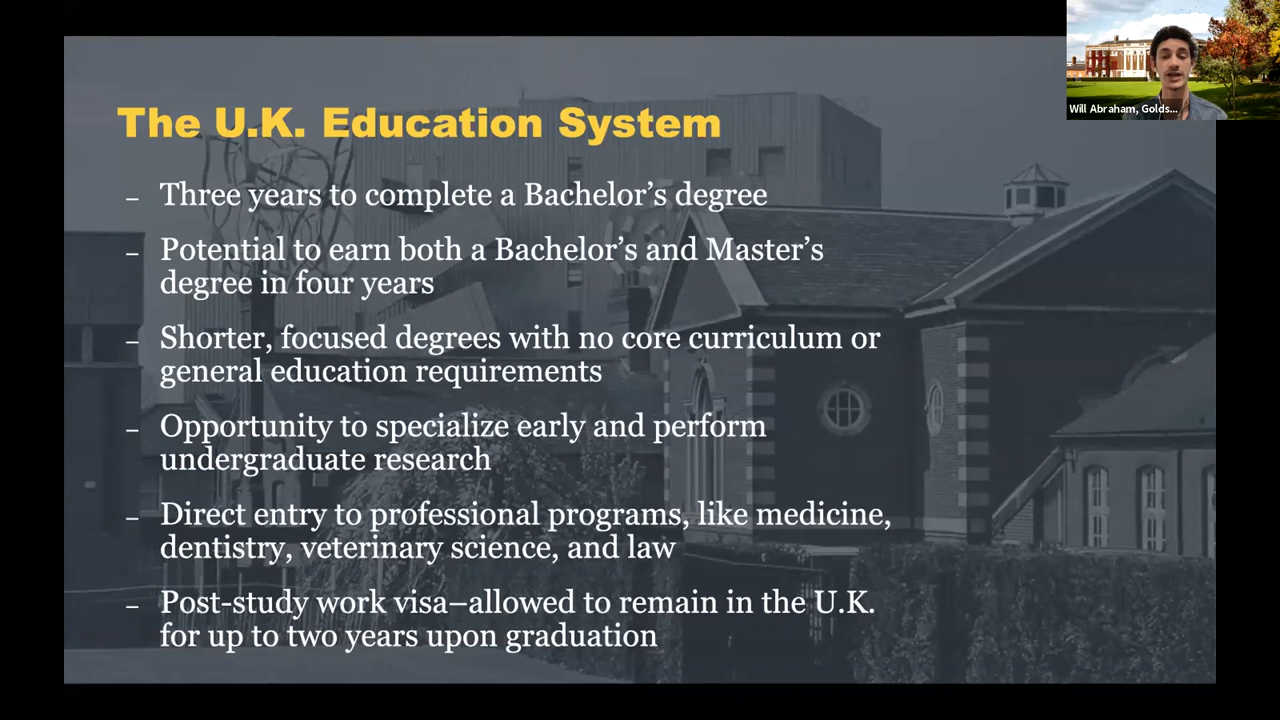 The U.K. Education System
– Three years to complete a Bachelor’s degree
– Potential to earn both a Bachelor’s and Master’s
degree in four years
– Shorter, focused degrees with no core curriculum or
general education requirements
– Opportunity to specialize early and perform
undergraduate research
– Direct entry to professional programs, like medicine,
dentistry, veterinary science, and law
– Post-study work visa–allowed to remain in the U.K.
for up to two years upon graduation
Will Abraham, Golds...